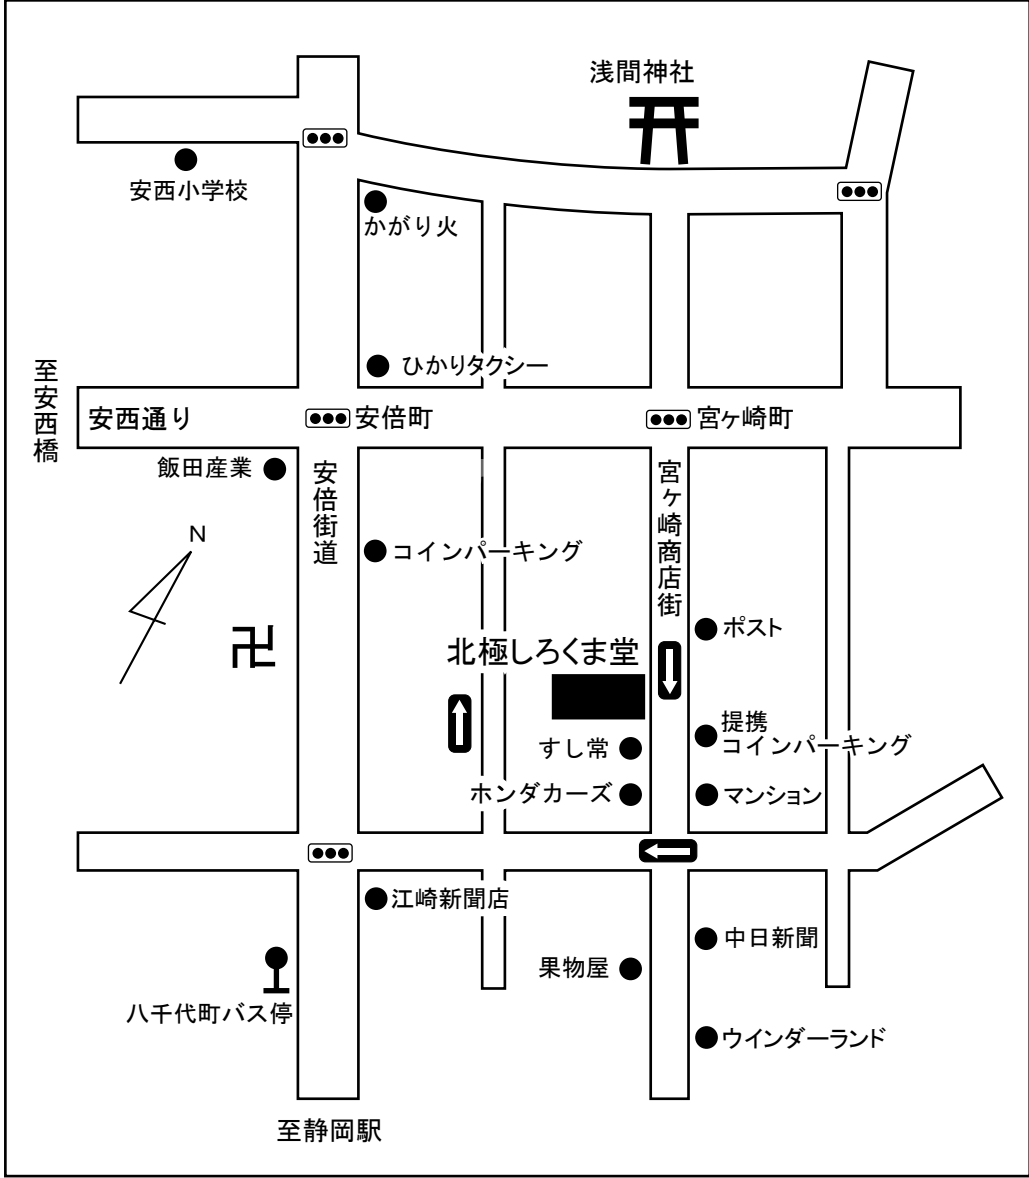 浅間神社
安西小学校
かがり火
ひかりタクシー
至安西橋
安西通り
安倍町
宮ヶ崎町
飯田産業
安倍街道
宮ヶ崎商店街
N
コインパーキング
ポスト
北極しろくま堂
提携
コインパーキング
すし常
ホンダカーズ
マンション
江崎新聞店
中日新聞
果物屋
八千代町バス停
ウインダーランド
至静岡駅